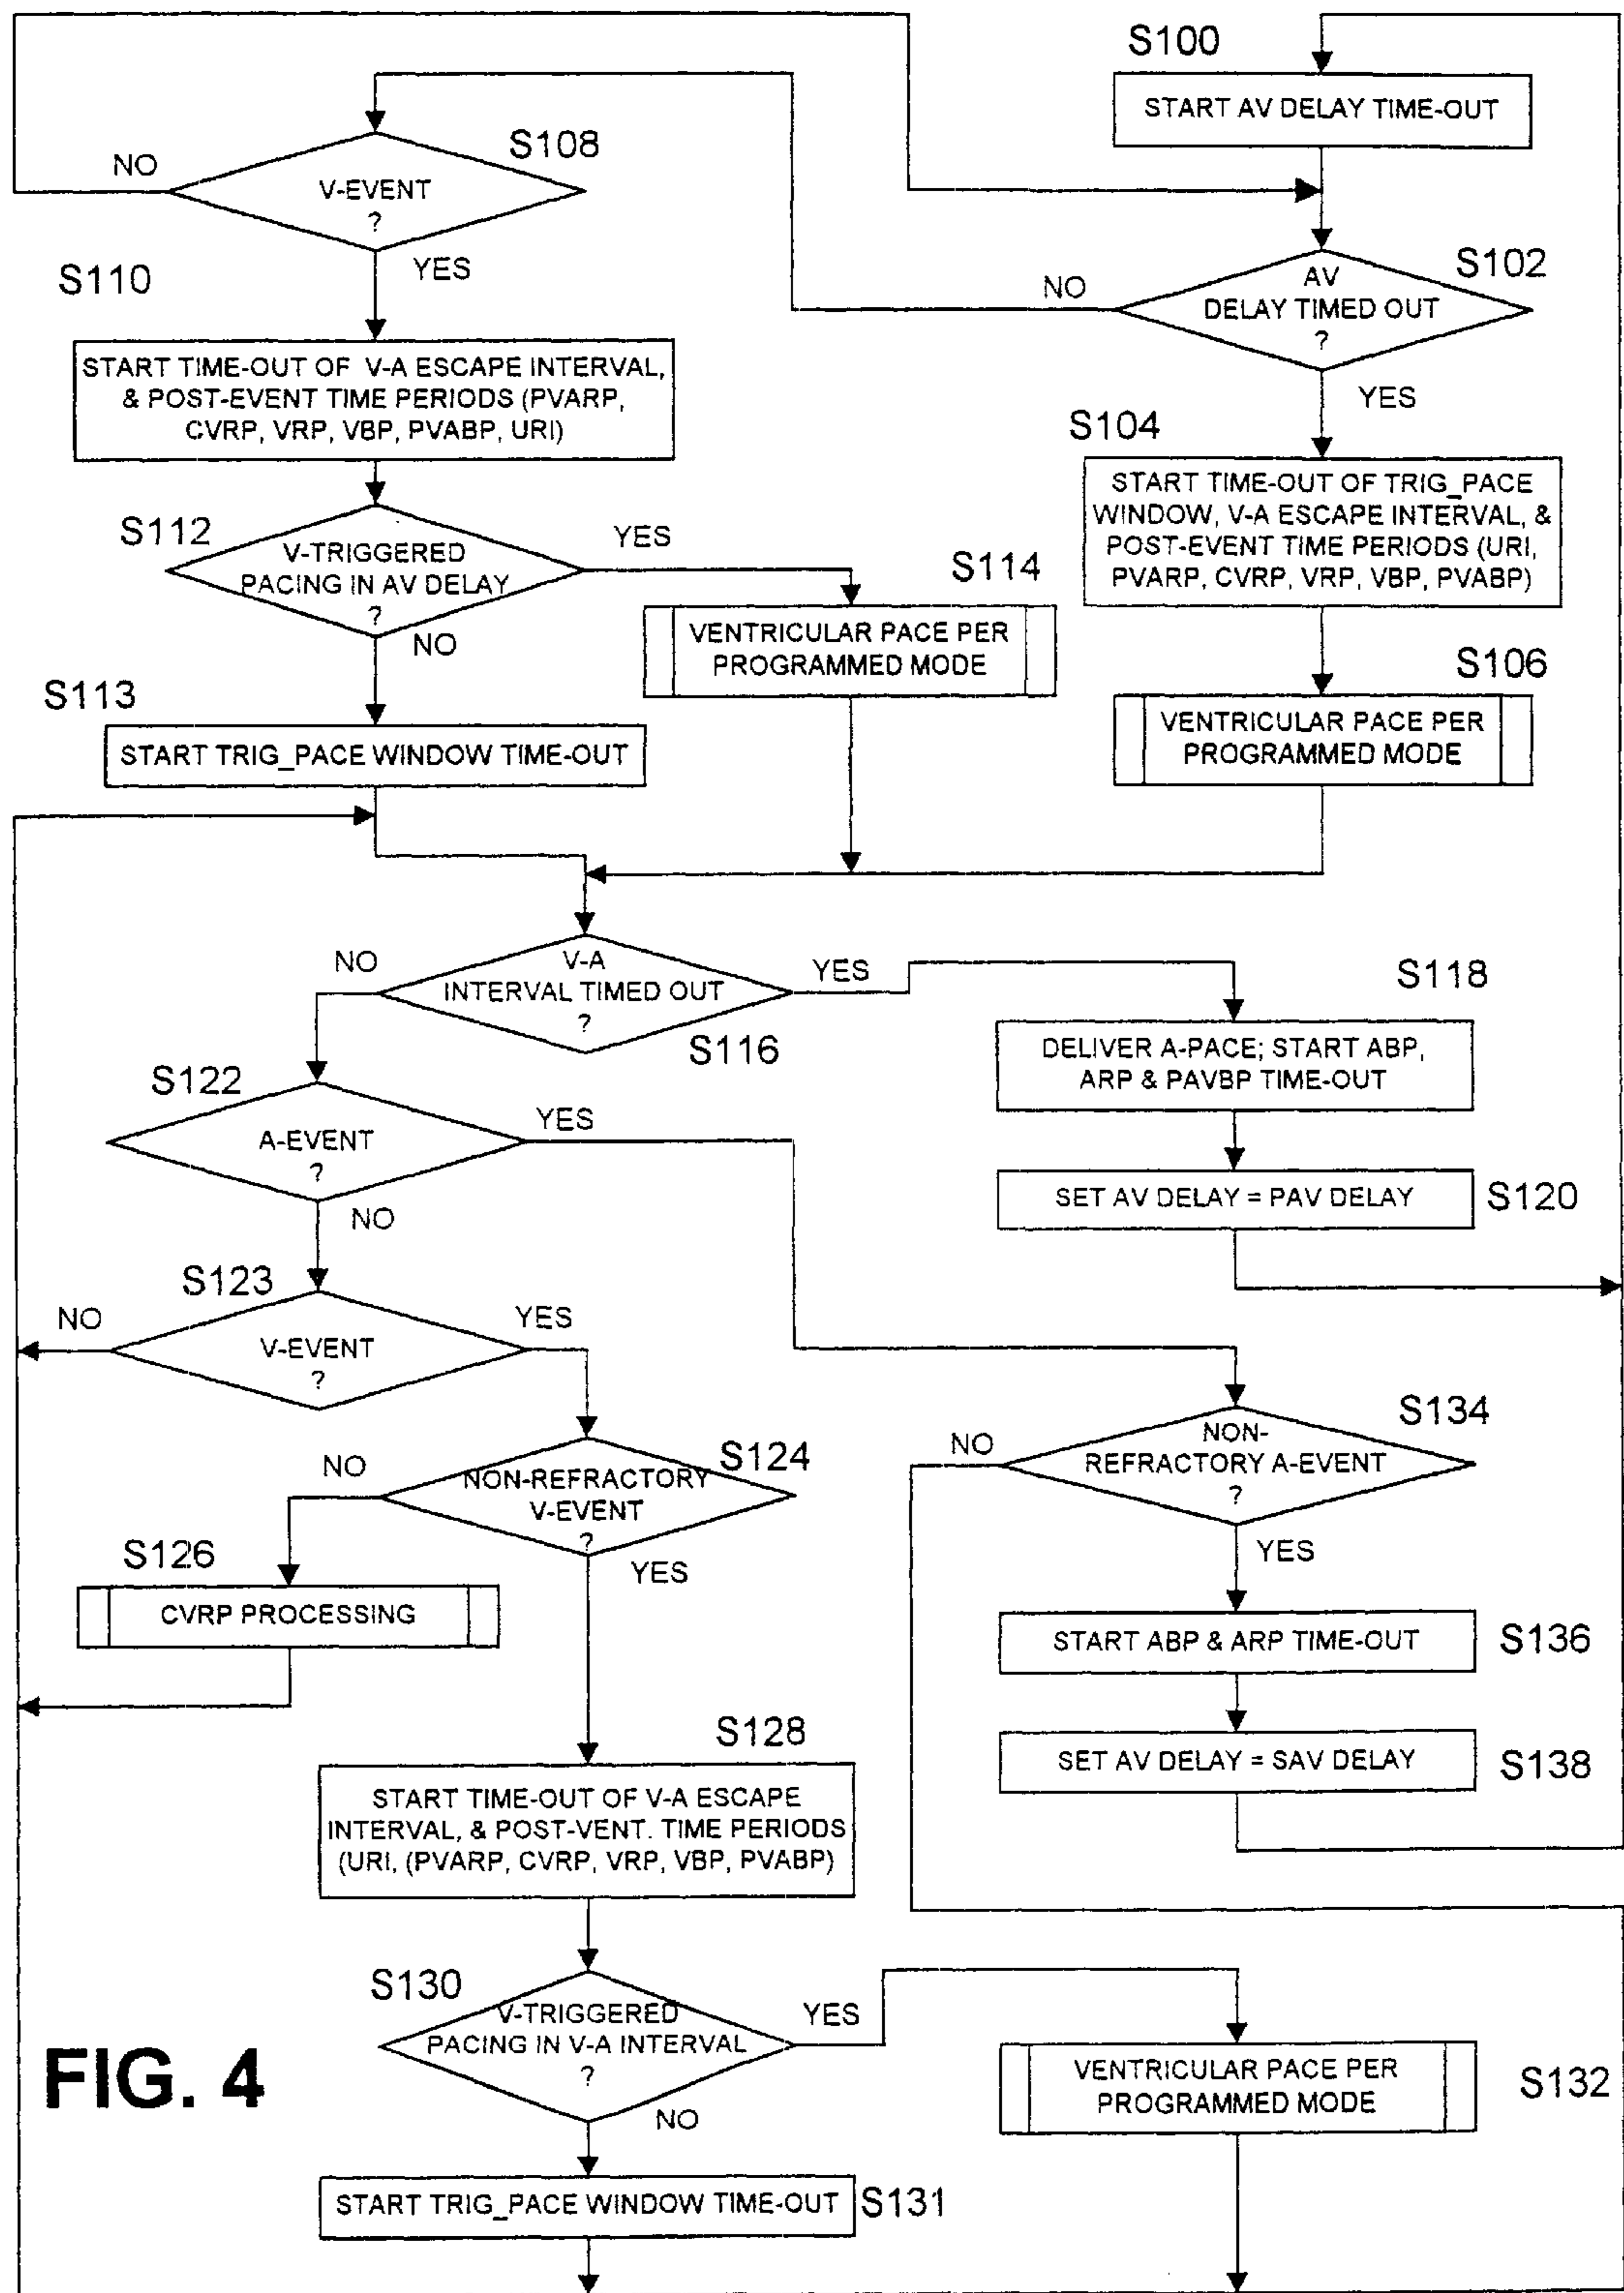 S100
START AV DELAY TIME-OUT
S108
NO
V-EVENT
?
YES
S102
NO
AV
DELAY TIMED OUT
?
YES
S110
START TIME-OUT OF V-A ESCAPE INTERVAL,
& POST-EVENT TIME PERIODS (PVARP,
CVRP, VRP, VBP, PVABP, URI)
S104
START TIME-OUT OF TRIG_PACE
WINDOW, V-A ESCAPE INTERVAL, &
POST-EVENT TIME PERIODS (URI,
PVARP, CVRP, VRP, VBP, PVABP)
S112
V-TRIGGERED
PACING IN AV DELAY
?
YES
NO
S114
VENTRICULAR PACE PER
PROGRAMMED MODE
S106
VENTRICULAR PACE PER
PROGRAMMED MODE
S113
START TRIG_PACE WINDOW TIME-OUT
NO
V-A
INTERVAL TIMED OUT
?
YES
S116
S118
DELIVER A-PACE; START ABP,
ARP & PAVBP TIME-OUT
S122
A-EVENT
?
YES
NO
SET AV DELAY = PAV DELAY
S120
S123
NO
V-EVENT
?
YES
S134
NO
NON-
REFRACTORY A-EVENT
?
YES
S124
NO
NON-REFRACTORY
V-EVENT
?
YES
S126
CVRP PROCESSING
START ABP & ARP TIME-OUT
S136
SET AV DELAY = SAV DELAY
S138
S128
START TIME-OUT OF V-A ESCAPE
INTERVAL, & POST-VENT. TIME PERIODS
(URI, (PVARP, CVRP, VRP, VBP, PVABP)
S130
V-TRIGGERED
PACING IN V-A INTERVAL
?
YES
NO
VENTRICULAR PACE PER
PROGRAMMED MODE
S132
START TRIG_PACE WINDOW TIME-OUT
S131
FIG. 4